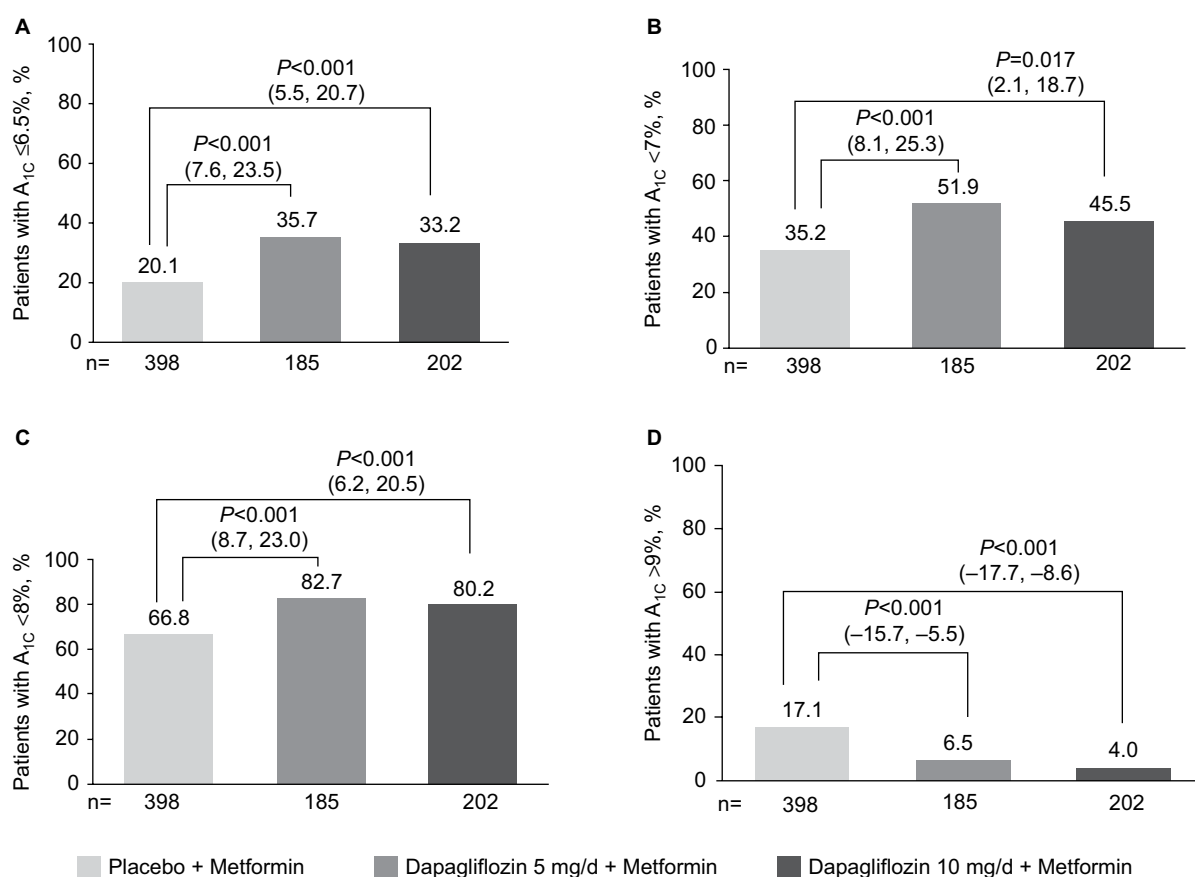 A
Patients with A1C ≤6.5%, %
100
80
60
40
20
0
P<0.001
(5.5, 20.7)
P<0.001
(7.6, 23.5)
20.1
35.7
33.2
n= 398 185 202
B
Patients with A1C <7%, %
100
80
60
40
20
0
P=0.017
(2.1, 18.7)
P<0.001
(8.1, 25.3)
35.2
51.9
45.5
n= 398 185 202
C
Patients with A1C <8%, %
100
80
60
40
20
0
P<0.001
(6.2, 20.5)
P<0.001
(8.7, 23.0)
66.8
82.7
80.2
n= 398 185 202
D
Patients with A1C >9%, %
100
80
60
40
20
0
P<0.001
(–17.7, –8.6)
P<0.001
(–15.7, –5.5)
17.1
6.5
4.0
n= 398 185 202
Placebo + Metformin
Dapagliflozin 5 mg/d + Metformin
Dapagliflozin 10 mg/d + Metformin